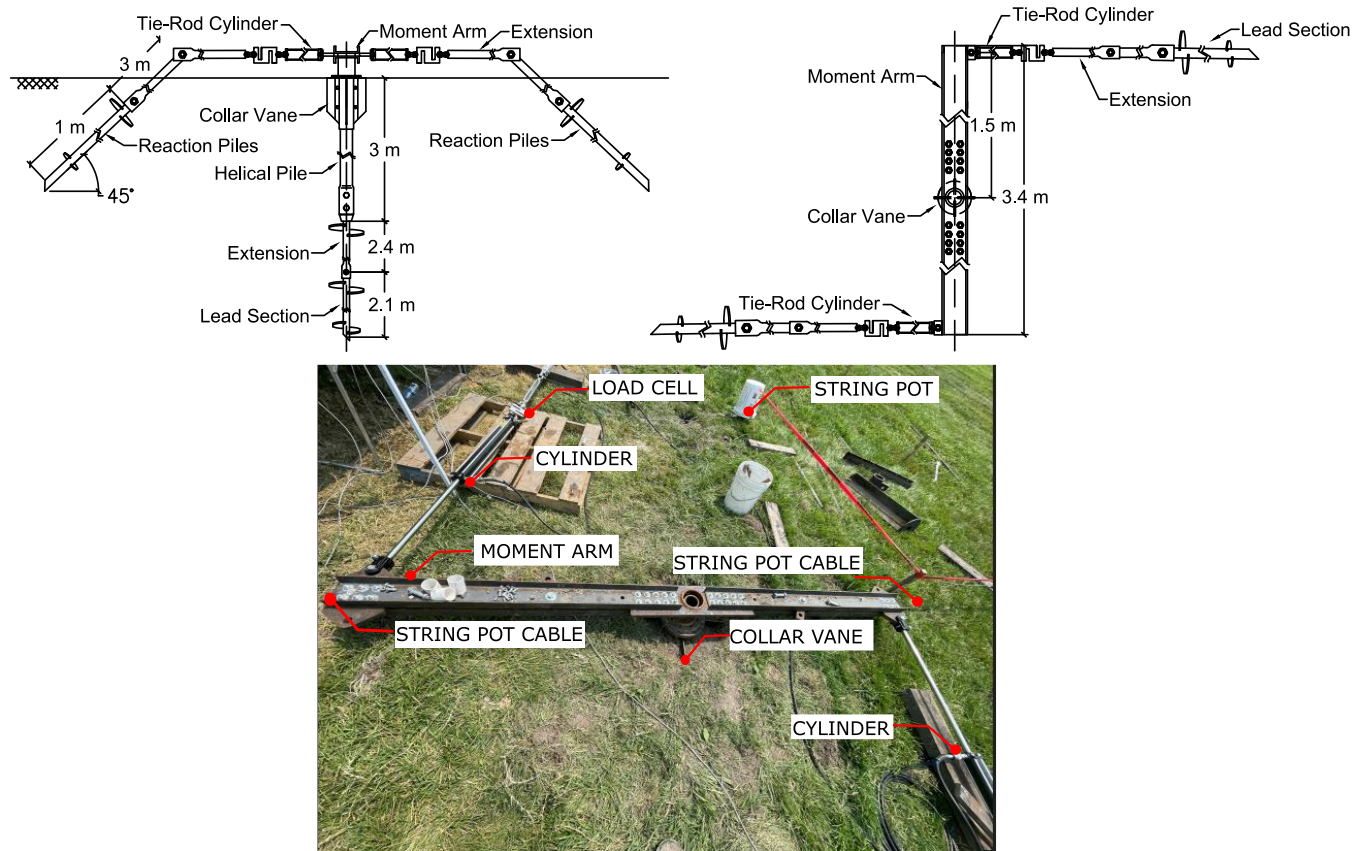 Tie-Rod Cylinder
Moment Arm
Extension
3 m
1 m
Collar Vane
Reaction Piles
Helical Pile
45°
3 m
Reaction Piles
Extension
2.4 m
Lead Section
2.1 m
Tie-Rod Cylinder
Lead Section
Moment Arm
Extension
1.5 m
Collar Vane
3.4 m
Tie-Rod Cylinder
LOAD CELL
STRING POT
CYLINDER
MOMENT ARM
STRING POT CABLE
STRING POT CABLE
COLLAR VANE
CYLINDER